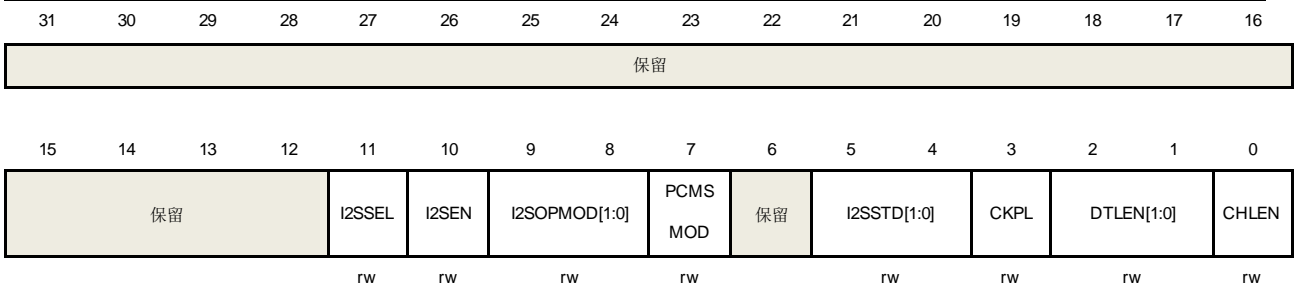 31 30 29 28 27 26 25 24 23 22 21 20 19 18 17 16
保留
15 14 13 12 11 10 9 8 7 6 5 4 3 2 1 0
保留 I2SSEL I2SEN I2SOPMOD[1:0] PCMS MOD 保留 I2SSTD[1:0] CKPL DTLEN[1:0] CHLEN
rw rw rw rw rw rw rw rw